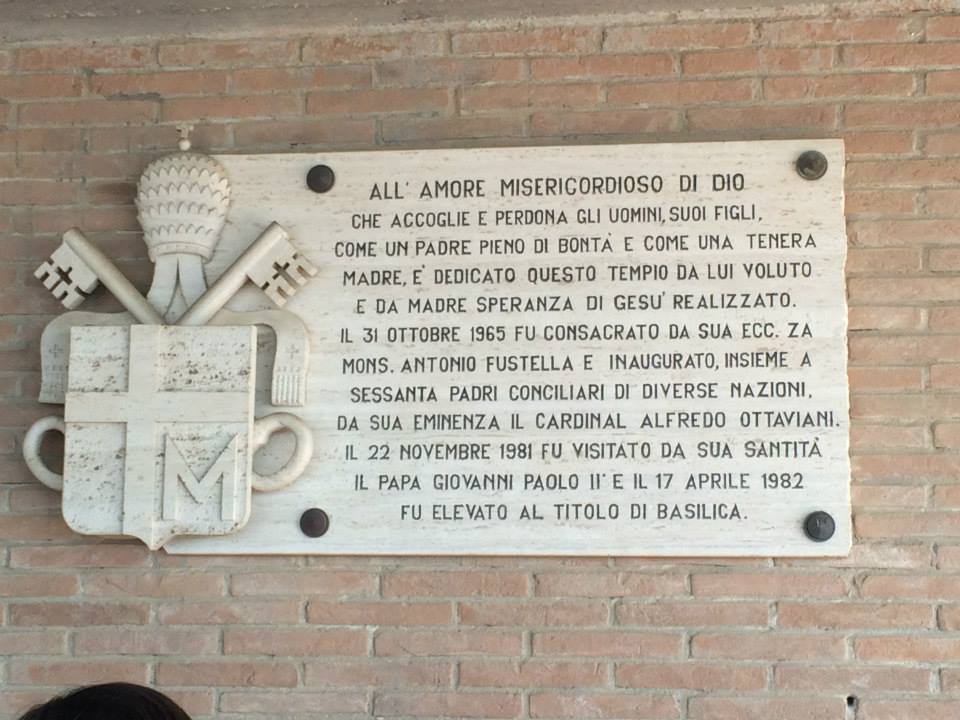 ALL' AMORE MISERICORDIOSO DI DIO
CHE ACCOGLIE E PERDONA GLI UOMINI, SUOI FIGLI,
COME UN PADRE PIENO DI BONTÀ E COME UNA TENERA
MADRE, E' DEDICATO QUESTO TEMPIO DA LUI VOLUTO
E DA MADRE SPERANZA DI GESU' REALIZZATO.
IL 31 OTTOBRE 1965 FU CONSACRATO DA SUA ECC. ZA
MONS. ANTONIO FUSTELLA E INAUGURATO, INSIEME A
SESSANTA PADRI CONCILIARI DI DIVERSE NAZIONI,
DA SUA EMINENZA IL CARDINAL ALFREDO OTTAVIANI.
IL 22 NOVEMBRE 1981 FU VISITATO DA SUA SANTITÀ
IL PAPA GIOVANNI PAOLO II° E IL 17 APRILE 1982
FU ELEVATO AL TITOLO DI BASILICA.
M